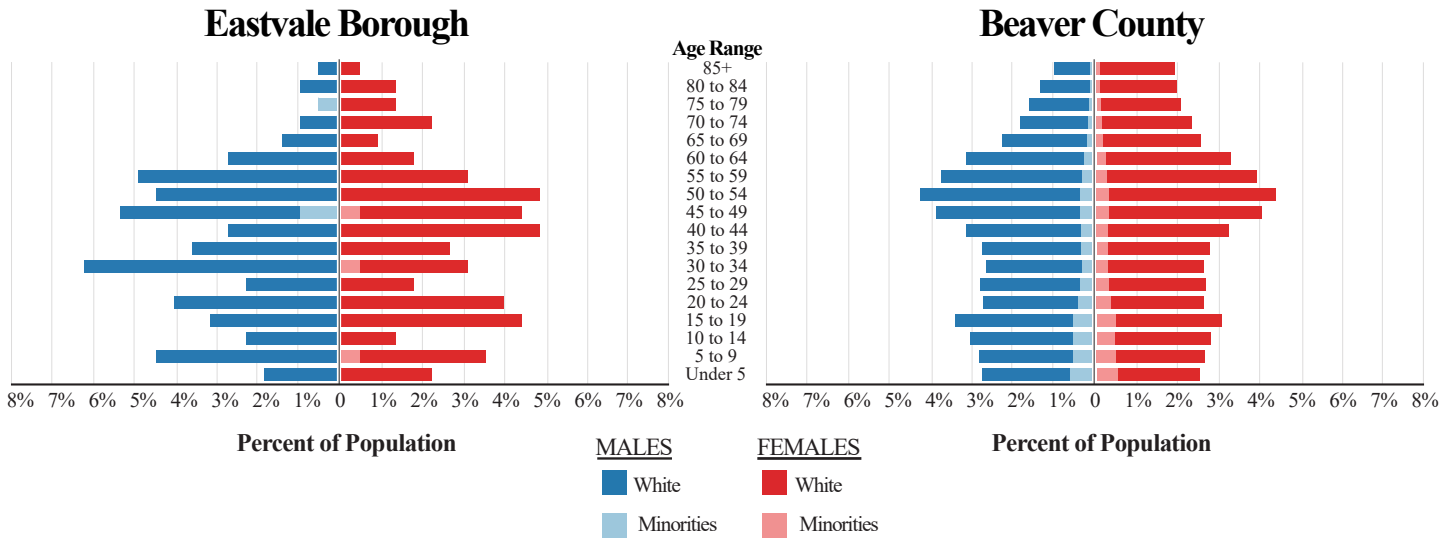 Eastvale Borough
Beaver County
Age Range
85+
80 to 84
75 to 79
70 to 74
65 to 69
60 to 64
55 to 59
50 to 54
45 to 49
40 to 44
35 to 39
30 to 34
25 to 29
20 to 24
15 to 19
10 to 14
5 to 9
Under 5
8% 7% 6% 5% 4% 3% 2% 1% 0 1% 2% 3% 4% 5% 6% 7% 8%
8% 7% 6% 5% 4% 3% 2% 1% 0 1% 2% 3% 4% 5% 6% 7% 8%
Percent of Population
Percent of Population
MALES
White
Minorities
FEMALES
White
Minorities